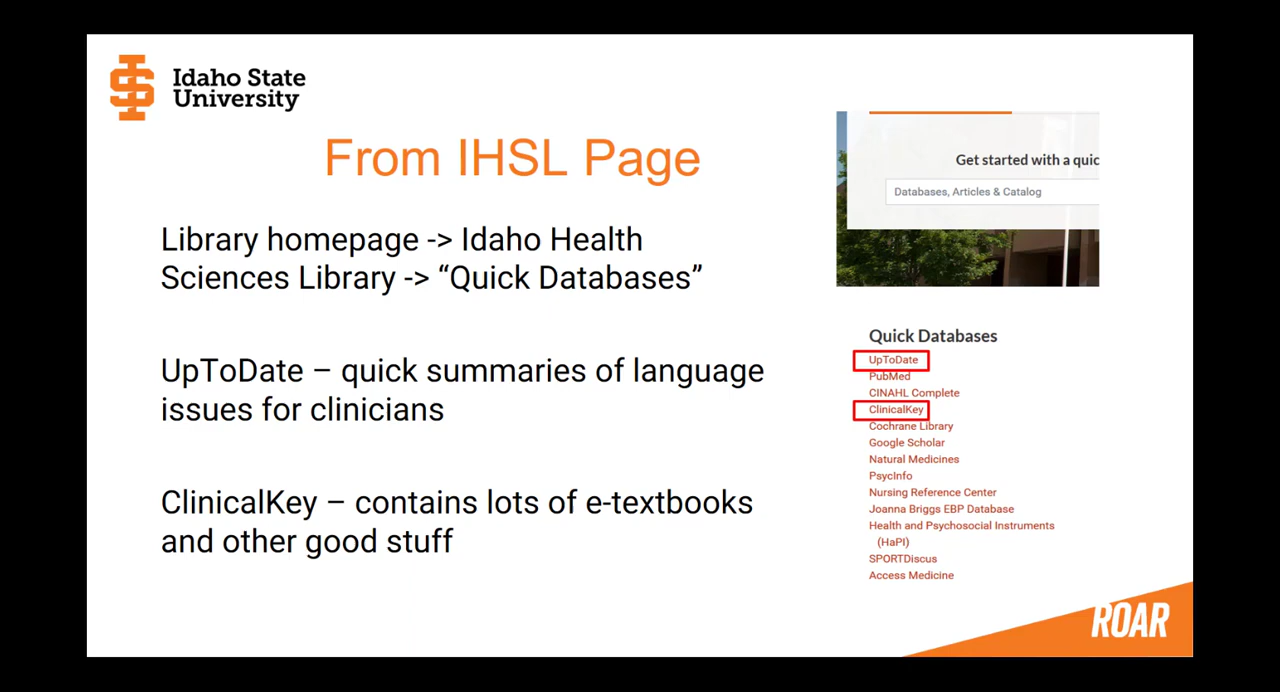 Idaho State
University
From IHSL Page
Library homepage -> Idaho Health
Sciences Library -> “Quick Databases”
UpToDate – quick summaries of language
issues for clinicians
ClinicalKey – contains lots of e-textbooks
and other good stuff
Get started with a quic
Databases, Articles & Catalog
Quick Databases
UpToDate
PubMed
CINAHL Complete
ClinicalKey
Cochrane Library
Google Scholar
Natural Medicines
PsycInfo
Nursing Reference Center
Joanna Briggs EBP Database
Health and Psychosocial Instruments
(HaPI)
SPORTDiscus
Access Medicine
ROAR